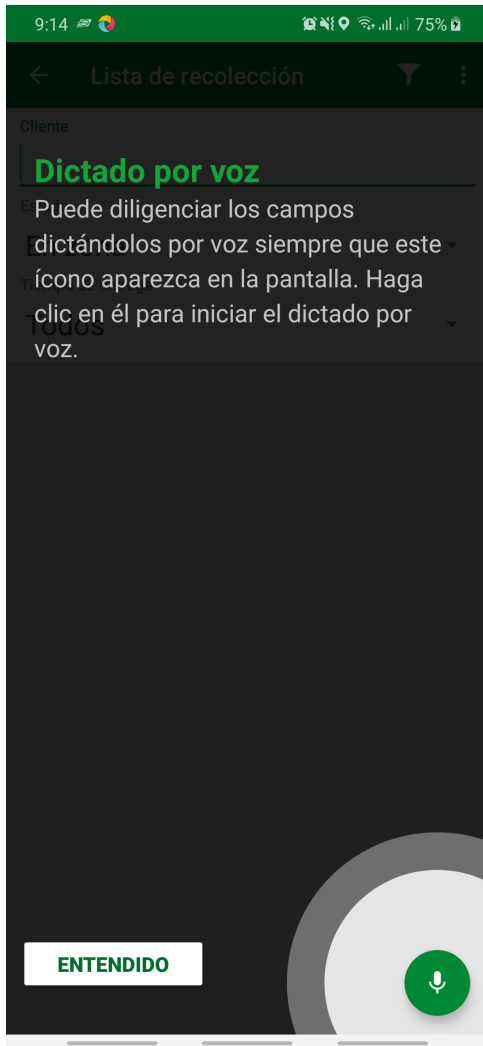 9:14
75%
Lista de recolección
Cliente
Dictado por voz
Puede diligenciar los campos
dictándolos por voz siempre que este
ícono aparezca en la pantalla. Haga
clic en él para iniciar el dictado por
Todos
voz.
ENTENDIDO